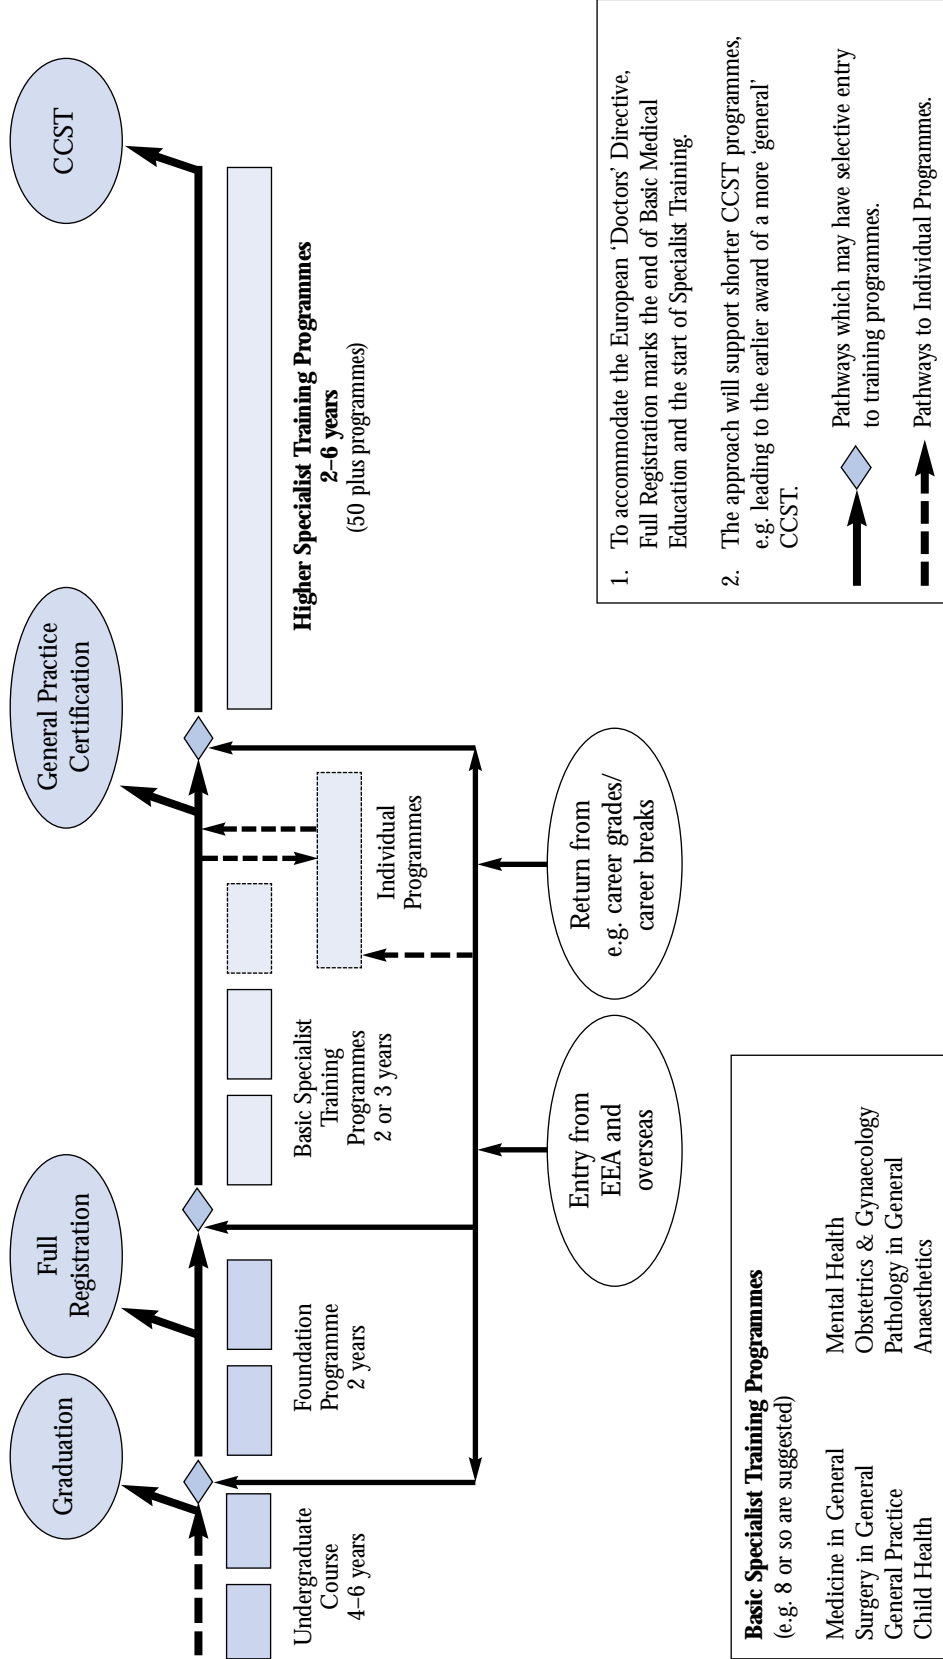 Graduation
Full
Registration
General Practice
Certification
CCST
Undergraduate
Course
4–6 years
Foundation
Programme
2 years
Basic Specialist
Training
Programmes
2 or 3 years
Individual
Programmes
Higher Specialist Training Programmes
2–6 years
(50 plus programmes)
Entry from
EEA and
overseas
Return from
e.g. career grades/
career breaks
Basic Specialist Training Programmes
(e.g. 8 or so are suggested)
Medicine in General
Surgery in General
General Practice
Child Health
Mental Health
Obstetrics & Gynaecology
Pathology in General
Anaesthetics
1. To accommodate the European ‘Doctors’ Directive,
Full Registration marks the end of Basic Medical
Education and the start of Specialist Training.
2. The approach will support shorter CCST programmes,
e.g. leading to the earlier award of a more ‘general’
CCST.
Pathways which may have selective entry
to training programmes.
Pathways to Individual Programmes.